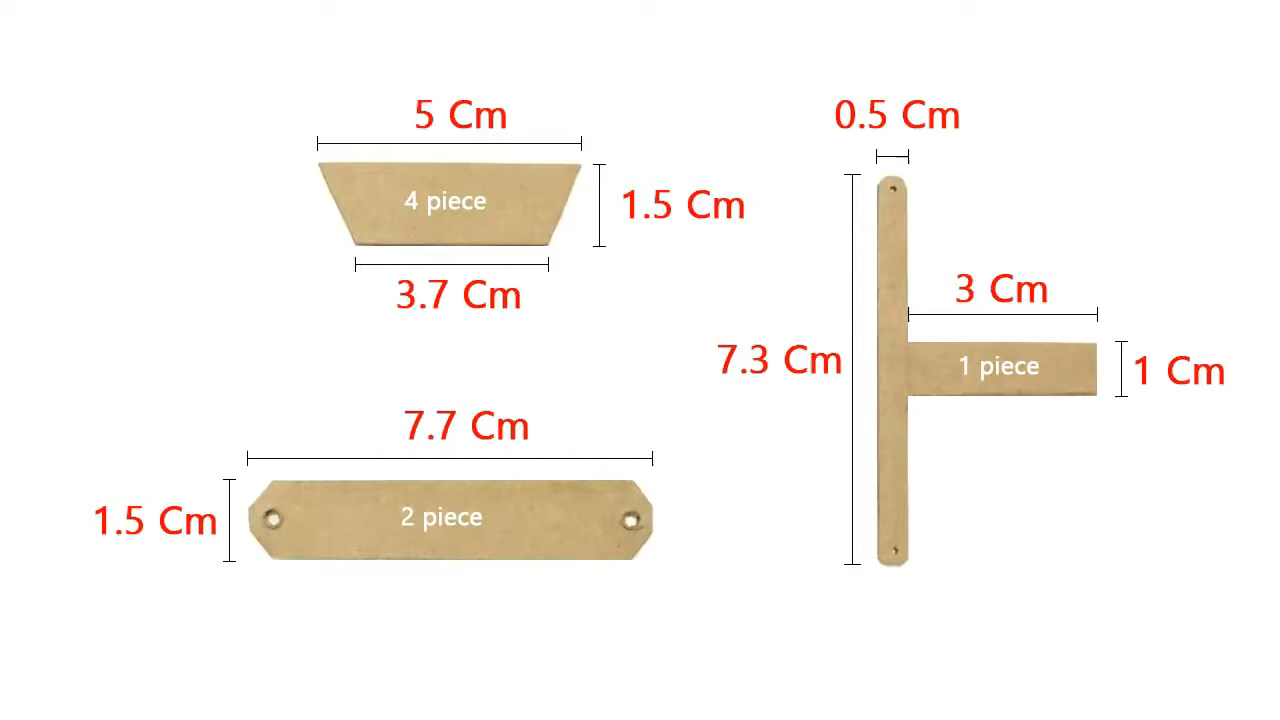 5 Cm
4 piece
1.5 Cm
3.7 Cm
0.5 Cm
7.3 Cm
3 Cm
1 piece
1 Cm
7.7 Cm
1.5 Cm
2 piece